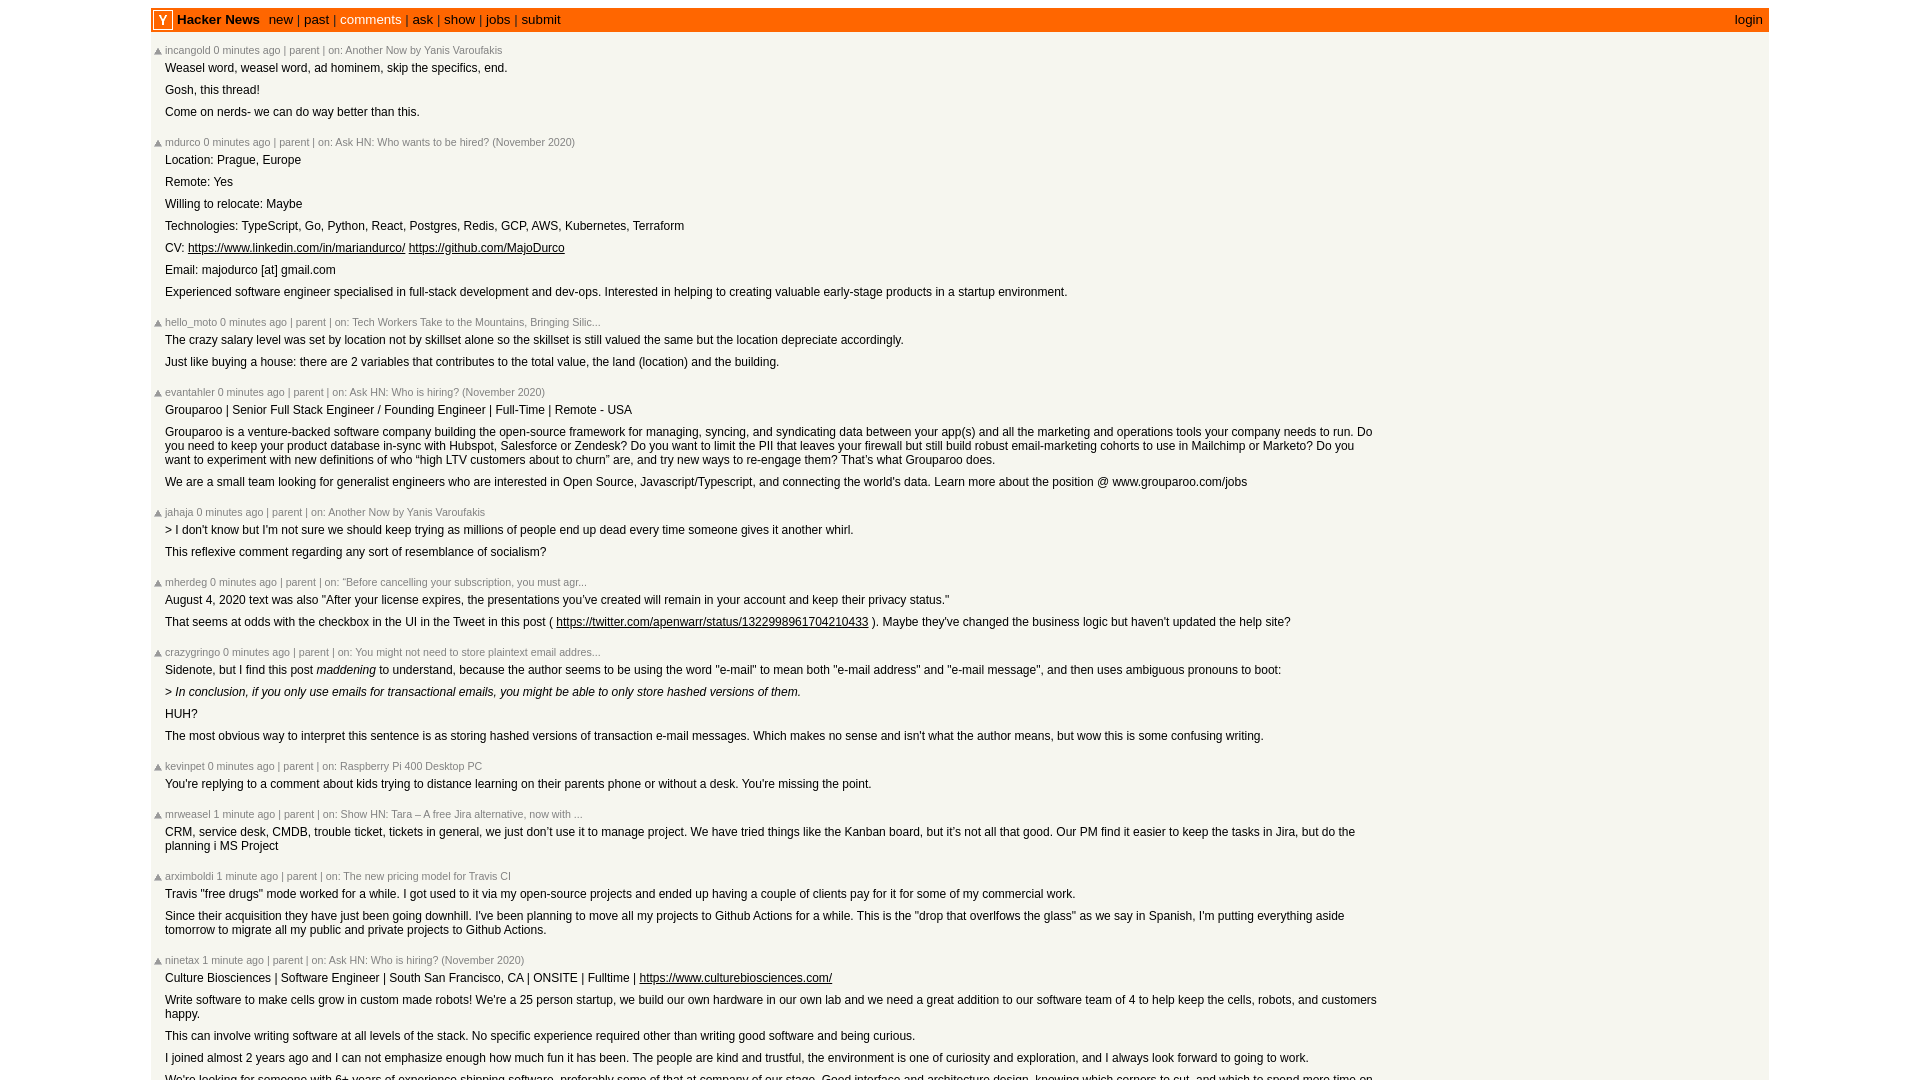 Y Hacker News new | past | comments | ask | show | jobs | submit login
incangold 0 minutes ago | parent | on: Another Now by Yanis Varoufakis
Weasel word, weasel word, ad hominem, skip the specifics, end.
Gosh, this thread!
Come on nerds- we can do way better than this.
mdurco 0 minutes ago | parent | on: Ask HN: Who wants to be hired? (November 2020)
Location: Prague, Europe
Remote: Yes
Willing to relocate: Maybe
Technologies: TypeScript, Go, Python, React, Postgres, Redis, GCP, AWS, Kubernetes, Terraform
CV: https://www.linkedin.com/in/mariandurco/ https://github.com/MajoDurco
Email: majodurco [at] gmail.com
Experienced software engineer specialised in full-stack development and dev-ops. Interested in helping to creating valuable early-stage products in a startup environment.
hello_moto 0 minutes ago | parent | on: Tech Workers Take to the Mountains, Bringing Silic...
The crazy salary level was set by location not by skillset alone so the skillset is still valued the same but the location depreciate accordingly.
Just like buying a house: there are 2 variables that contributes to the total value, the land (location) and the building.
evantahler 0 minutes ago | parent | on: Ask HN: Who is hiring? (November 2020)
Grouparoo | Senior Full Stack Engineer / Founding Engineer | Full-Time | Remote - USA
Grouparoo is a venture-backed software company building the open-source framework for managing, syncing, and syndicating data between your app(s) and all the marketing and operations tools your company needs to run. Do
you need to keep your product database in-sync with Hubspot, Salesforce or Zendesk? Do you want to limit the PII that leaves your firewall but still build robust email-marketing cohorts to use in Mailchimp or Marketo? Do you
want to experiment with new definitions of who “high LTV customers about to churn” are, and try new ways to re-engage them? That’s what Grouparoo does.
We are a small team looking for generalist engineers who are interested in Open Source, Javascript/Typescript, and connecting the world's data. Learn more about the position @ www.grouparoo.com/jobs
jahaja 0 minutes ago | parent | on: Another Now by Yanis Varoufakis
> I don't know but I'm not sure we should keep trying as millions of people end up dead every time someone gives it another whirl.
This reflexive comment regarding any sort of resemblance of socialism?
mherdeg 0 minutes ago | parent | on: “Before cancelling your subscription, you must agr...
August 4, 2020 text was also "After your license expires, the presentations you’ve created will remain in your account and keep their privacy status."
That seems at odds with the checkbox in the UI in the Tweet in this post ( https://twitter.com/apenwarr/status/1322998961704210433 ). Maybe they've changed the business logic but haven't updated the help site?
crazygringo 0 minutes ago | parent | on: You might not need to store plaintext email addres...
Sidenote, but I find this post maddening to understand, because the author seems to be using the word "e-mail" to mean both "e-mail address" and "e-mail message", and then uses ambiguous pronouns to boot:
> In conclusion, if you only use emails for transactional emails, you might be able to only store hashed versions of them.
HUH?
The most obvious way to interpret this sentence is as storing hashed versions of transaction e-mail messages. Which makes no sense and isn't what the author means, but wow this is some confusing writing.
kevinpet 0 minutes ago | parent | on: Raspberry Pi 400 Desktop PC
You're replying to a comment about kids trying to distance learning on their parents phone or without a desk. You're missing the point.
mrweasel 1 minute ago | parent | on: Show HN: Tara – A free Jira alternative, now with ...
CRM, service desk, CMDB, trouble ticket, tickets in general, we just don’t use it to manage project. We have tried things like the Kanban board, but it’s not all that good. Our PM find it easier to keep the tasks in Jira, but do the
planning i MS Project
arximboldi 1 minute ago | parent | on: The new pricing model for Travis CI
Travis "free drugs" mode worked for a while. I got used to it via my open-source projects and ended up having a couple of clients pay for it for some of my commercial work.
Since their acquisition they have just been going downhill. I've been planning to move all my projects to Github Actions for a while. This is the "drop that overlfows the glass" as we say in Spanish, I'm putting everything aside
tomorrow to migrate all my public and private projects to Github Actions.
ninetax 1 minute ago | parent | on: Ask HN: Who is hiring? (November 2020)
Culture Biosciences | Software Engineer | South San Francisco, CA | ONSITE | Fulltime | https://www.culturebiosciences.com/
Write software to make cells grow in custom made robots! We're a 25 person startup, we build our own hardware in our own lab and we need a great addition to our software team of 4 to help keep the cells, robots, and customers
happy.
This can involve writing software at all levels of the stack. No specific experience required other than writing good software and being curious.
I joined almost 2 years ago and I can not emphasize enough how much fun it has been. The people are kind and trustful, the environment is one of curiosity and exploration, and I always look forward to going to work.
We're looking for someone with 6+ years of experience shipping software, preferably some of that at company of our stage. Good interface and architecture design, knowing which corners to cut, and which to spend more time on